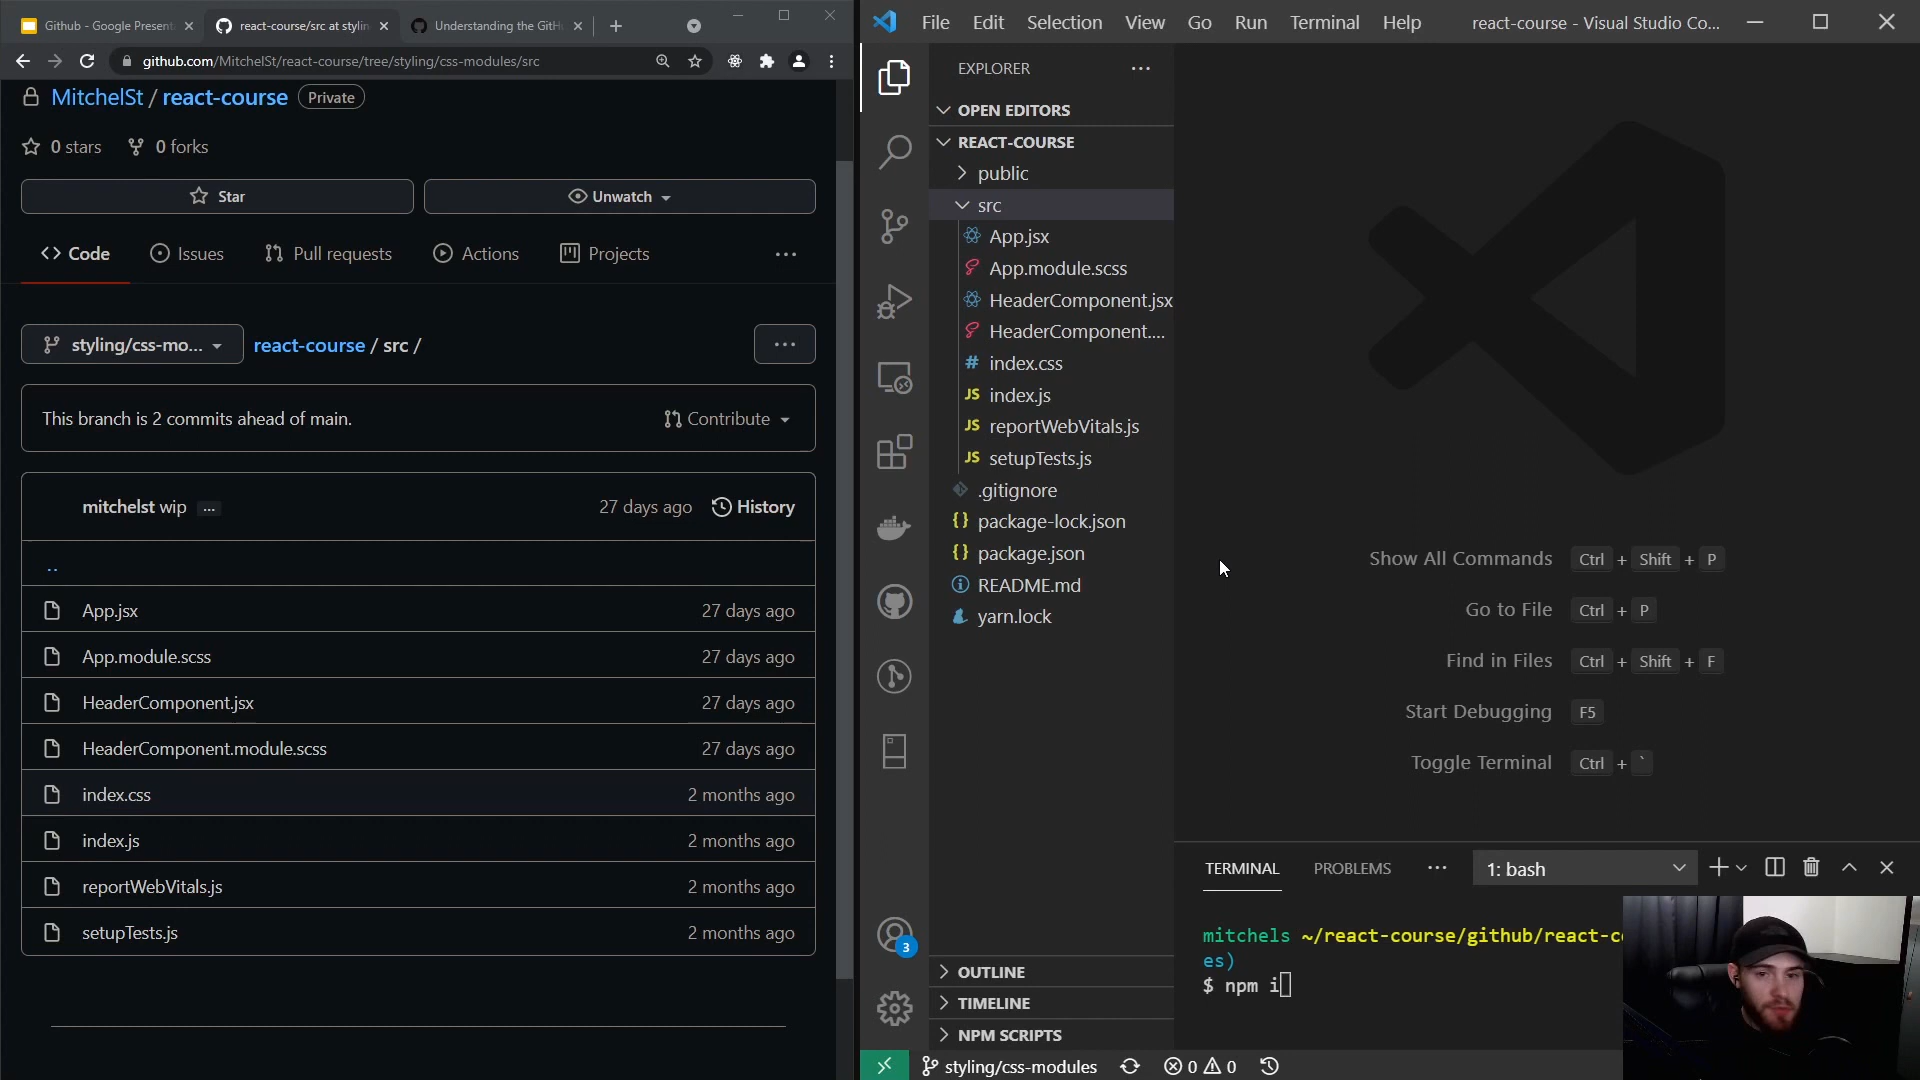 Github - Google Present
react-course/src at stylin
Understanding the GitH
github.com/MitchelSt/react-course/tree/styling/css-modules/src
MitchelSt / react-course Private
0 stars 0 forks
Star
Unwatch
Code
Issues
Pull requests
Actions
Projects
styling/css-mo...
react-course / src /
This branch is 2 commits ahead of main.
Contribute
mitchelst wip ...
27 days ago
History
..
App.jsx 27 days ago
App.module.scss 27 days ago
HeaderComponent.jsx 27 days ago
HeaderComponent.module.scss 27 days ago
index.css 2 months ago
index.js 2 months ago
reportWebVitals.js 2 months ago
setupTests.js 2 months ago
File Edit Selection View Go Run Terminal Help
react-course - Visual Studio Co...
EXPLORER
OPEN EDITORS
REACT-COURSE
public
src
App.jsx
App.module.scss
HeaderComponent.jsx
HeaderComponent....
# index.css
JS index.js
JS reportWebVitals.js
JS setupTests.js
.gitignore
{} package-lock.json
{} package.json
README.md
yarn.lock
OUTLINE
TIMELINE
NPM SCRIPTS
3
Show All Commands Ctrl + Shift + P
Go to File Ctrl + P
Find in Files Ctrl + Shift + F
Start Debugging F5
Toggle Terminal Ctrl + `
TERMINAL PROBLEMS ... 1: bash
mitchels ~/react-course/github/react-c
es)
$ npm i
styling/css-modules
0 0